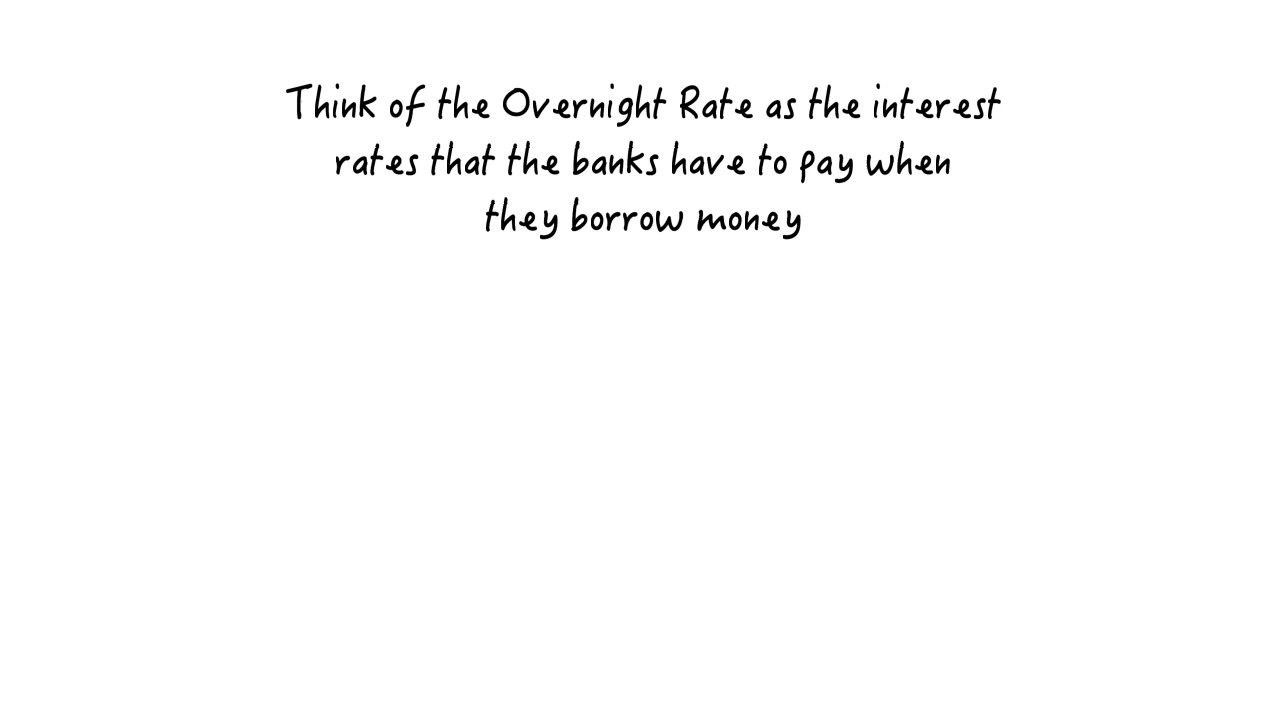 Think of the Overnight Rate as the interest
rates that the banks have to pay when
they borrow money